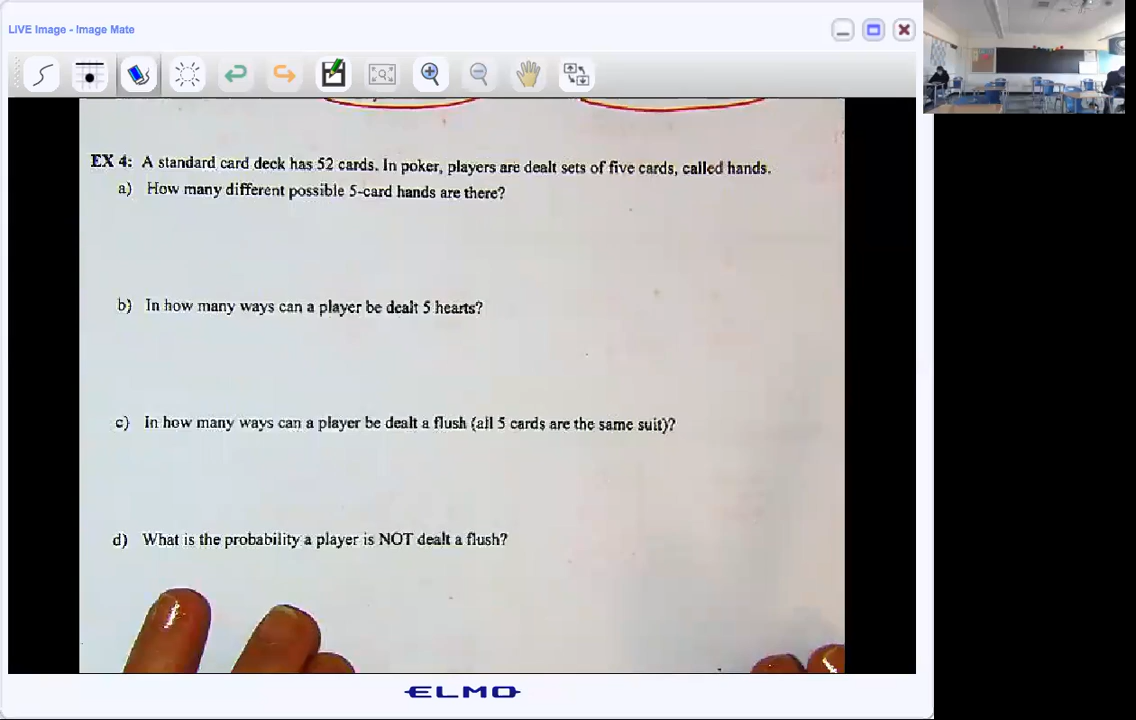 LIVE Image - Image Mate
EX 4: A standard card deck has 52 cards. In poker, players are dealt sets of five cards, called hands.
a) How many different possible 5-card hands are there?
b) In how many ways can a player be dealt 5 hearts?
c) In how many ways can a player be dealt a flush (all 5 cards are the same suit)?
d) What is the probability a player is NOT dealt a flush?
ELMO